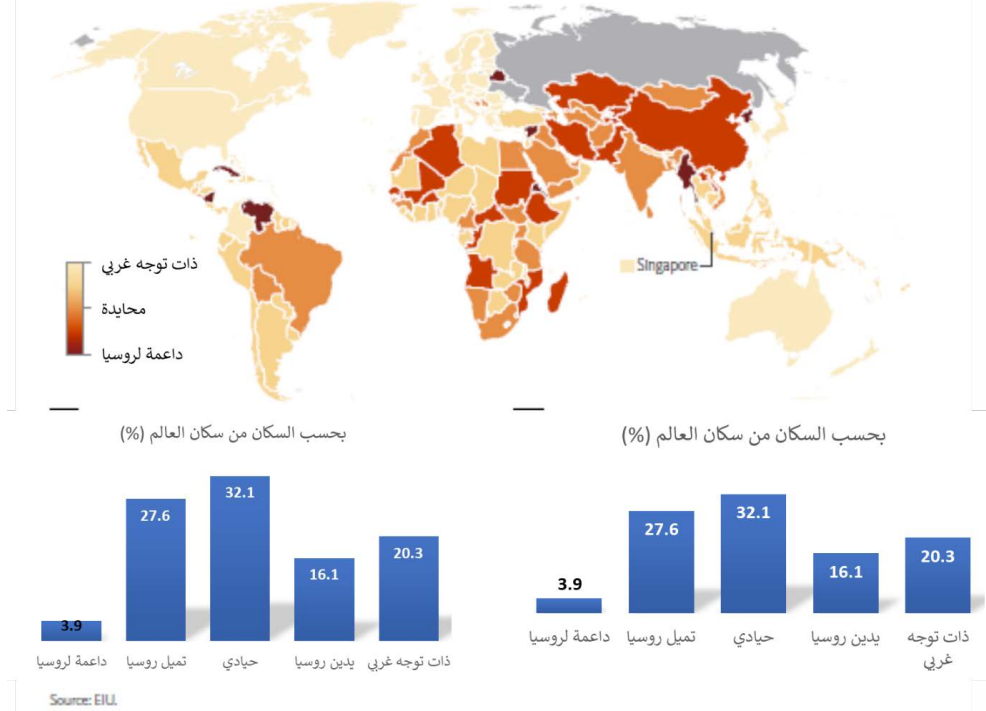 ذات توجه غربي
محايدة
داعمة لروسيا
Singapore
بحسب السكان من سكان العالم (%)
27.6
32.1
16.1
20.3
3.9
داعمة لروسيا
تميل روسيا
حيادي
يدين روسيا
ذات توجه غربي
بحسب السكان من سكان العالم (%)
3.9
27.6
32.1
16.1
20.3
داعمة لروسيا
تميل روسيا
حيادي
يدين روسيا
ذات توجه
غربي
Source: EIU.